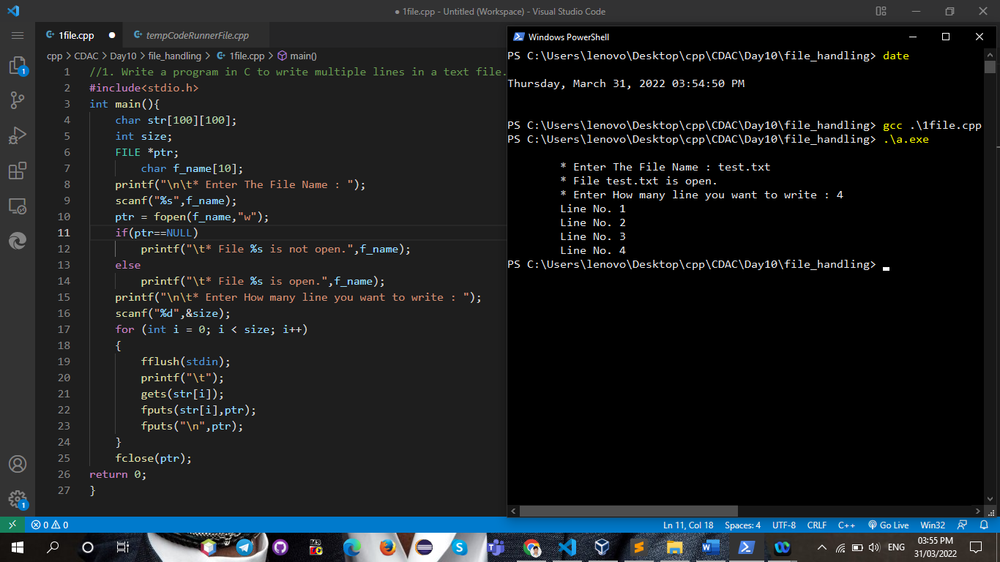 ● 1file.cpp - Untitled (Workspace) - Visual Studio Code
1file.cpp ●
tempCodeRunnerFile.cpp
cpp > CDAC > Day10 > file_handling > 1file.cpp > main()
1 //1. Write a program in C to write multiple lines in a text file.
2 #include<stdio.h>
3 int main(){
4 char str[100][100];
5 int size;
6 FILE *ptr;
7 char f_name[10];
8 printf("\n\t* Enter The File Name : ");
9 scanf("%s",f_name);
10 ptr = fopen(f_name,"w");
11 if(ptr==NULL)
12 printf("\t* File %s is not open.",f_name);
13 else
14 printf("\t* File %s is open.",f_name);
15 printf("\n\t* Enter How many line you want to write : ");
16 scanf("%d",&size);
17 for (int i = 0; i < size; i++)
18 {
19 fflush(stdin);
20 printf("\t");
21 gets(str[i]);
22 fputs(str[i],ptr);
23 fputs("\n",ptr);
24 }
25 fclose(ptr);
26 return 0;
27 }
Windows PowerShell
PS C:\Users\lenovo\Desktop\cpp\CDAC\Day10\file_handling> date
Thursday, March 31, 2022 03:54:50 PM
PS C:\Users\lenovo\Desktop\cpp\CDAC\Day10\file_handling> gcc .\1file.cpp
PS C:\Users\lenovo\Desktop\cpp\CDAC\Day10\file_handling> .\a.exe
* Enter The File Name : test.txt
* File test.txt is open.
* Enter How many line you want to write : 4
Line No. 1
Line No. 2
Line No. 3
Line No. 4
PS C:\Users\lenovo\Desktop\cpp\CDAC\Day10\file_handling>
1
1
0 0
Ln 11, Col 18 Spaces: 4 UTF-8 CRLF C++ Go Live Win32
ENG
03:55 PM
31/03/2022